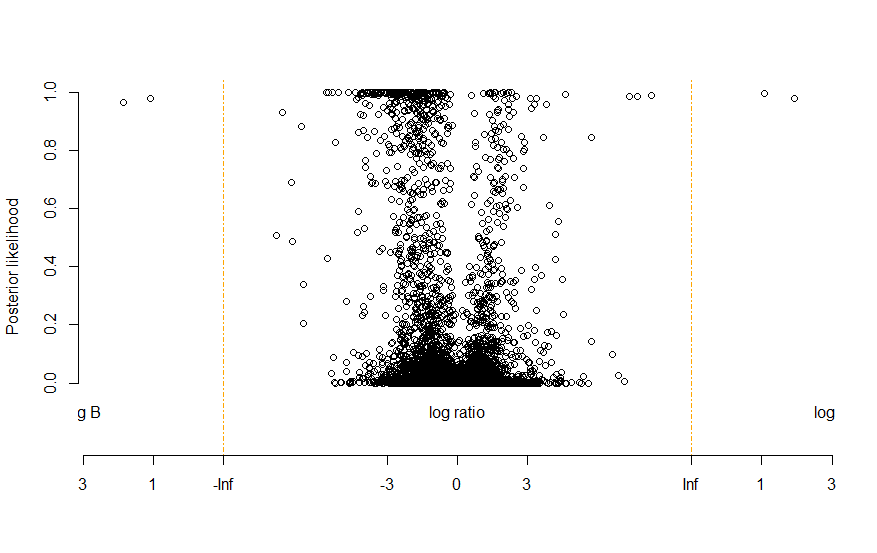 Posterior likelihood
1.0
0.8
0.6
0.4
0.2
0.0
g B log ratio log
3 1 -Inf -3 0 3 Inf 1 3